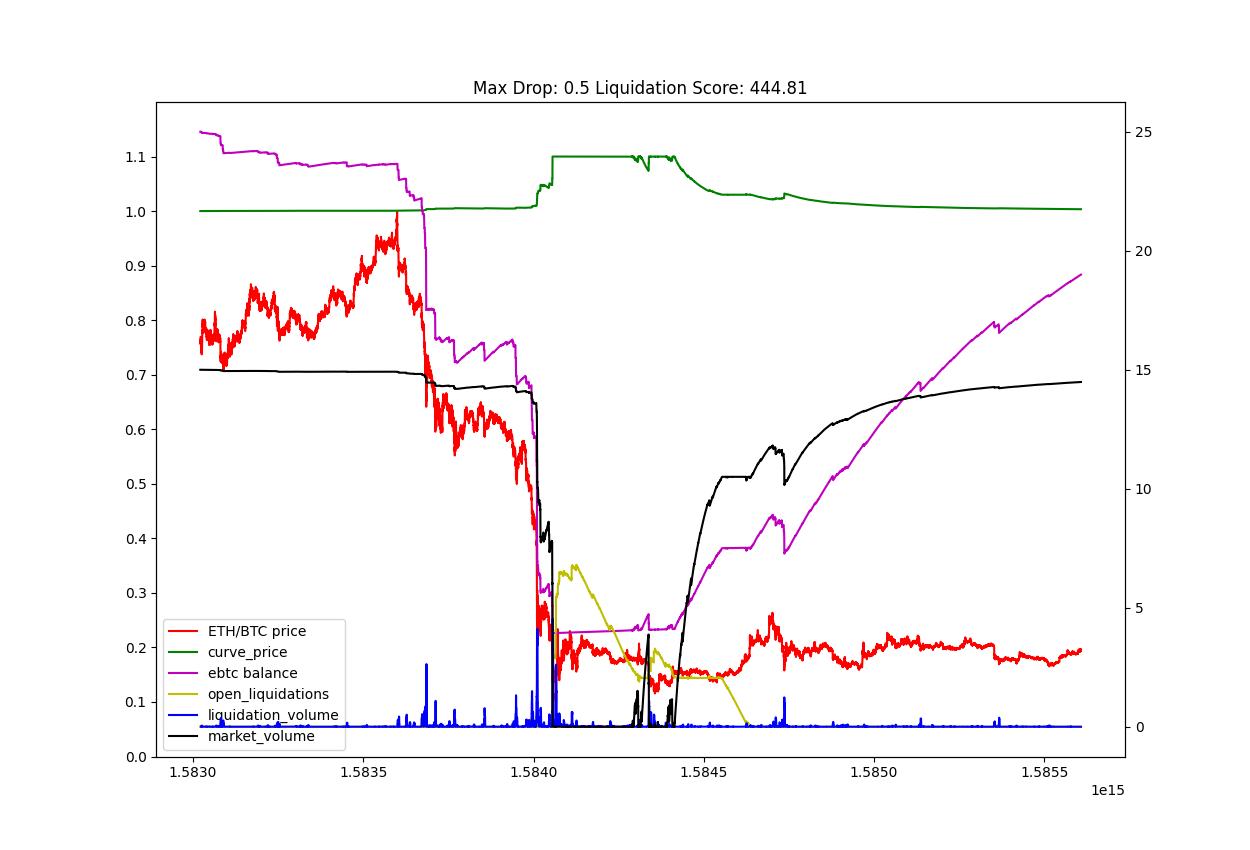 Max Drop: 0.5 Liquidation Score: 444.81
1.1
1.0
0.9
0.8
0.7
0.6
0.5
0.4
0.3
0.2
0.1
0.0
25
20
15
10
5
0
ETH/BTC price
curve_price
ebtc balance
open_liquidations
liquidation_volume
market_volume
1.5830 1.5835 1.5840 1.5845 1.5850 1.5855
1e15